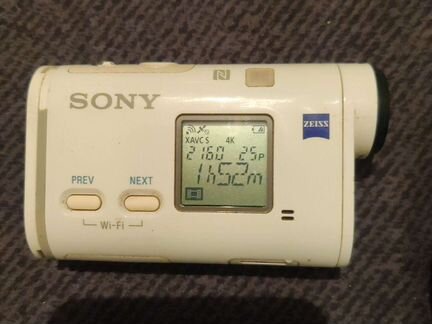 SONY
ZEISS
XAVC S 4K
2160 25P
1h52m
PREV NEXT
Wi-Fi